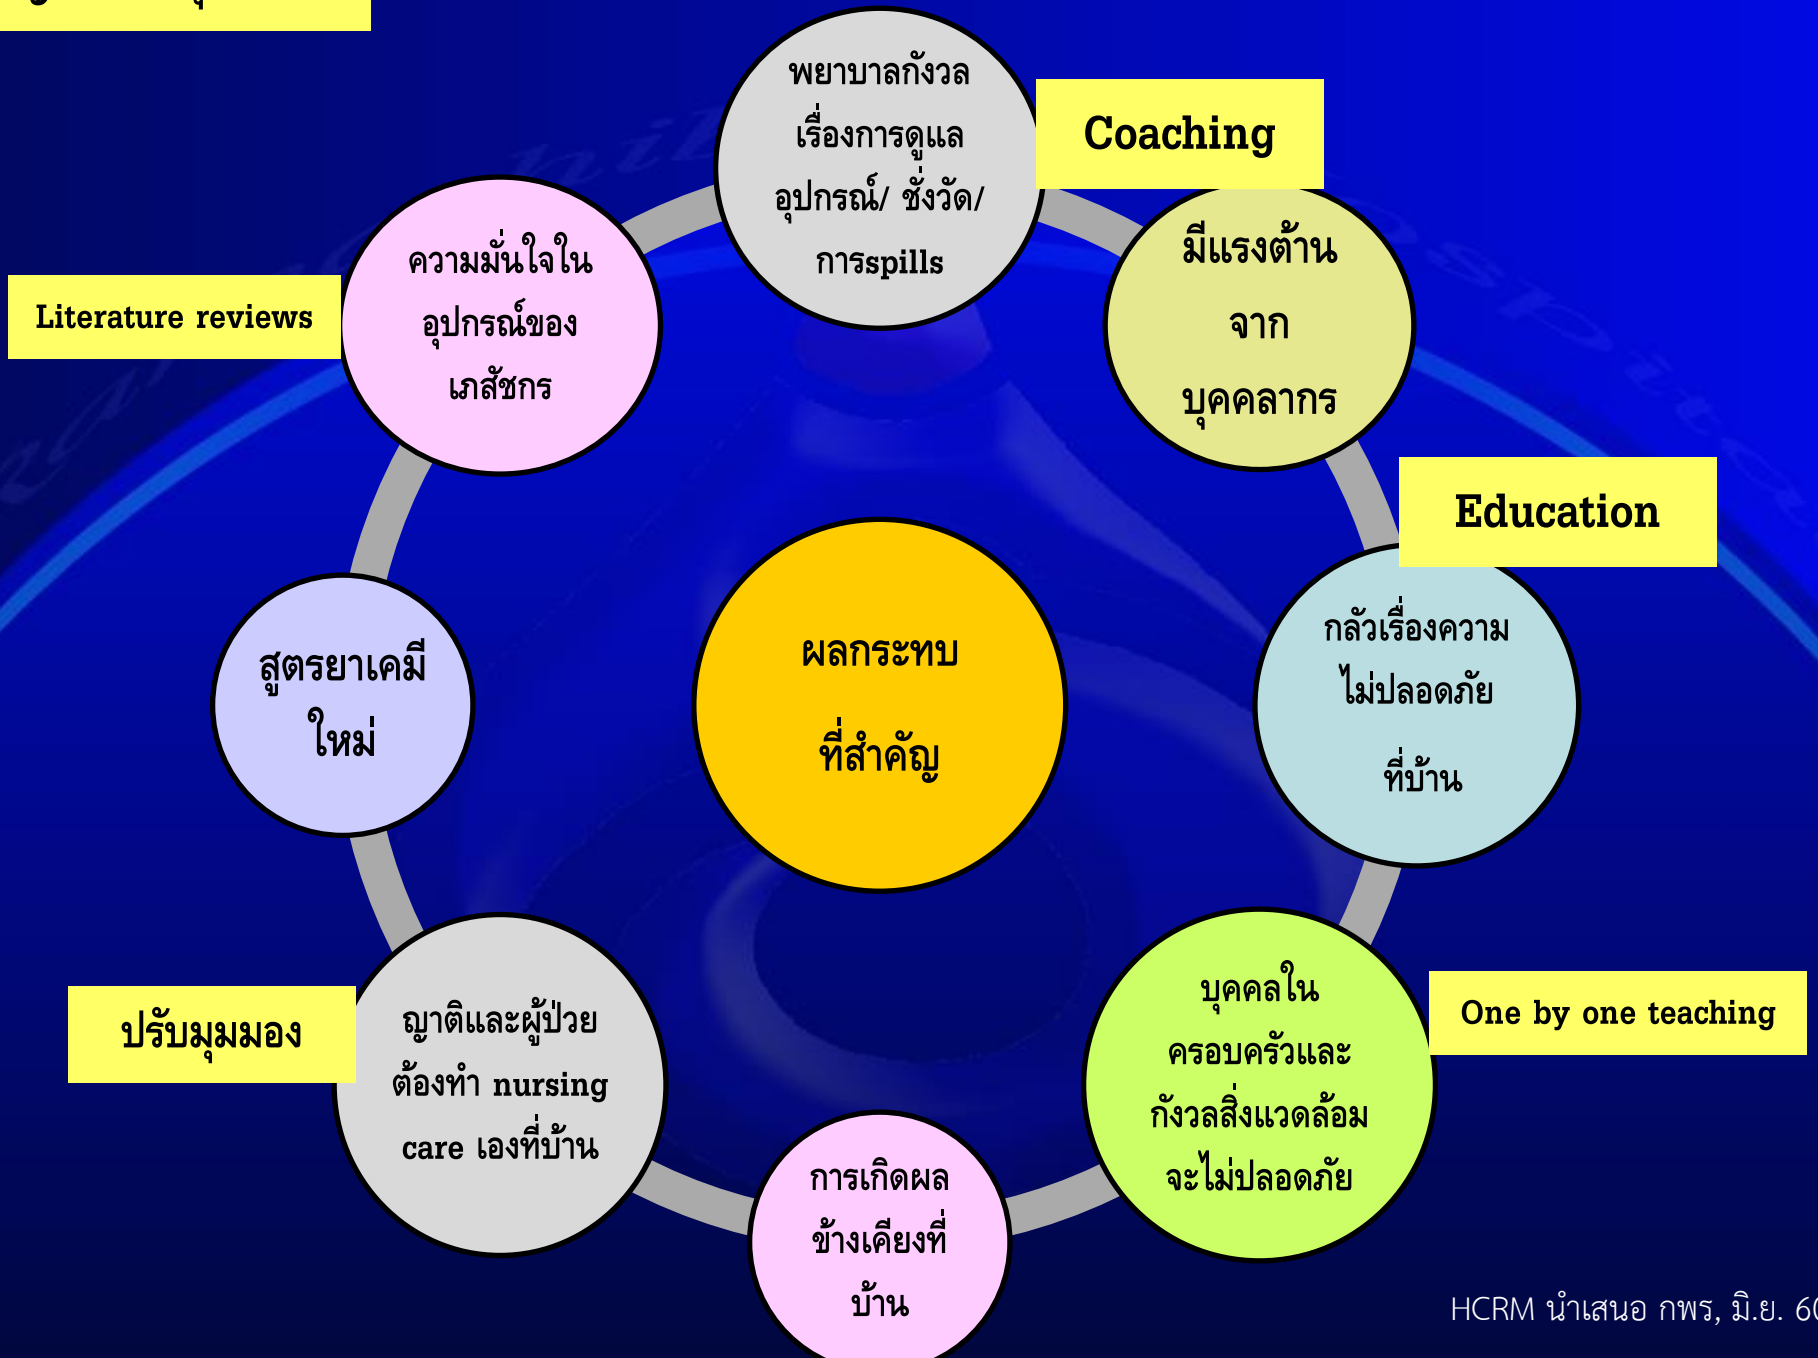 พยาบาลกังวล
เรื่องการดูแล
อุปกรณ์/ ชั่งวัด/
การspills
Coaching
มีแรงต้าน
จาก
บุคคลากร
Education
กลัวเรื่องความ
ไม่ปลอดภัย
ที่บ้าน
บุคคลใน
ครอบครัวและ
กังวลสิ่งแวดล้อม
จะไม่ปลอดภัย
One by one teaching
การเกิดผล
ข้างเคียงที่
บ้าน
ญาติและผู้ป่วย
ต้องทำ nursing
care เองที่บ้าน
ปรับมุมมอง
สูตรยาเคมี
ใหม่
ความมั่นใจใน
อุปกรณ์ของ
เภสัชกร
Literature reviews
ผลกระทบ
ที่สำคัญ
HCRM นำเสนอ กพร, มิ.ย. 60